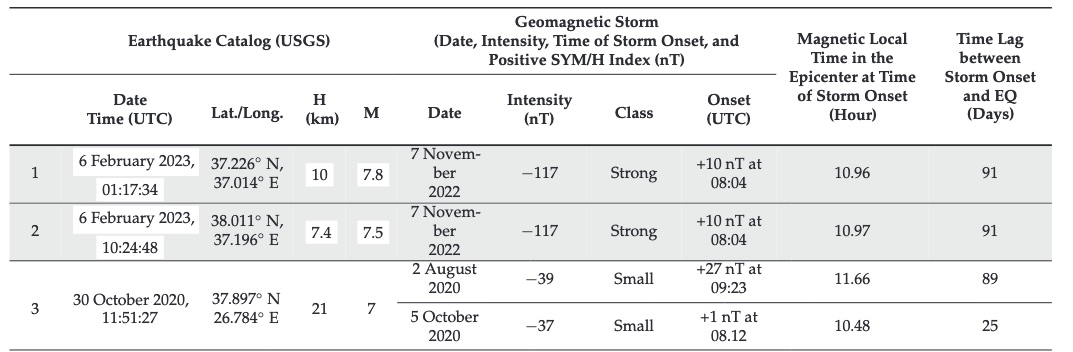 Earthquake Catalog (USGS)
Geomagnetic Storm
(Date, Intensity, Time of Storm Onset, and
Positive SYM/H Index (nT)
Magnetic Local
Time in the
Epicenter at Time
of Storm Onset
(Hour)
Time Lag
between
Storm Onset
and EQ
(Days)
Date
Time (UTC)
Lat./Long.
H
(km)
M
Date
Intensity
(nT)
Class
Onset
(UTC)
1
6 February 2023,
01:17:34
37.226° N,
37.014° E
10
7.8
7 Novem-
ber
2022
−117
Strong
+10 nT at
08:04
10.96
91
2
6 February 2023,
10:24:48
38.011° N,
37.196° E
7.4
7.5
7 Novem-
ber
2022
−117
Strong
+10 nT at
08:04
10.97
91
3
30 October 2020,
11:51:27
37.897° N
26.784° E
21
7
2 August
2020
−39
Small
+27 nT at
09:23
11.66
89
5 October
2020
−37
Small
+1 nT at
08.12
10.48
25